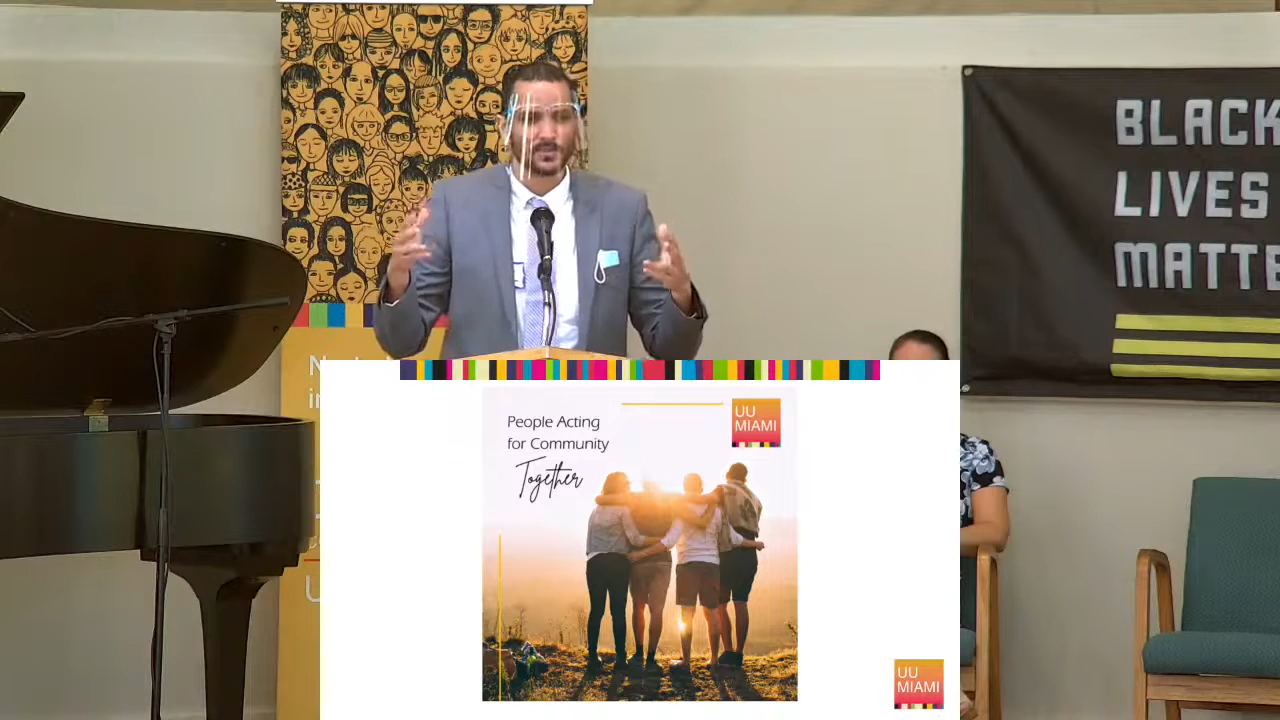 BLACK
LIVES
MATTE
People Acting
for Community
Together
UU
MIAMI
UU
MIAMI